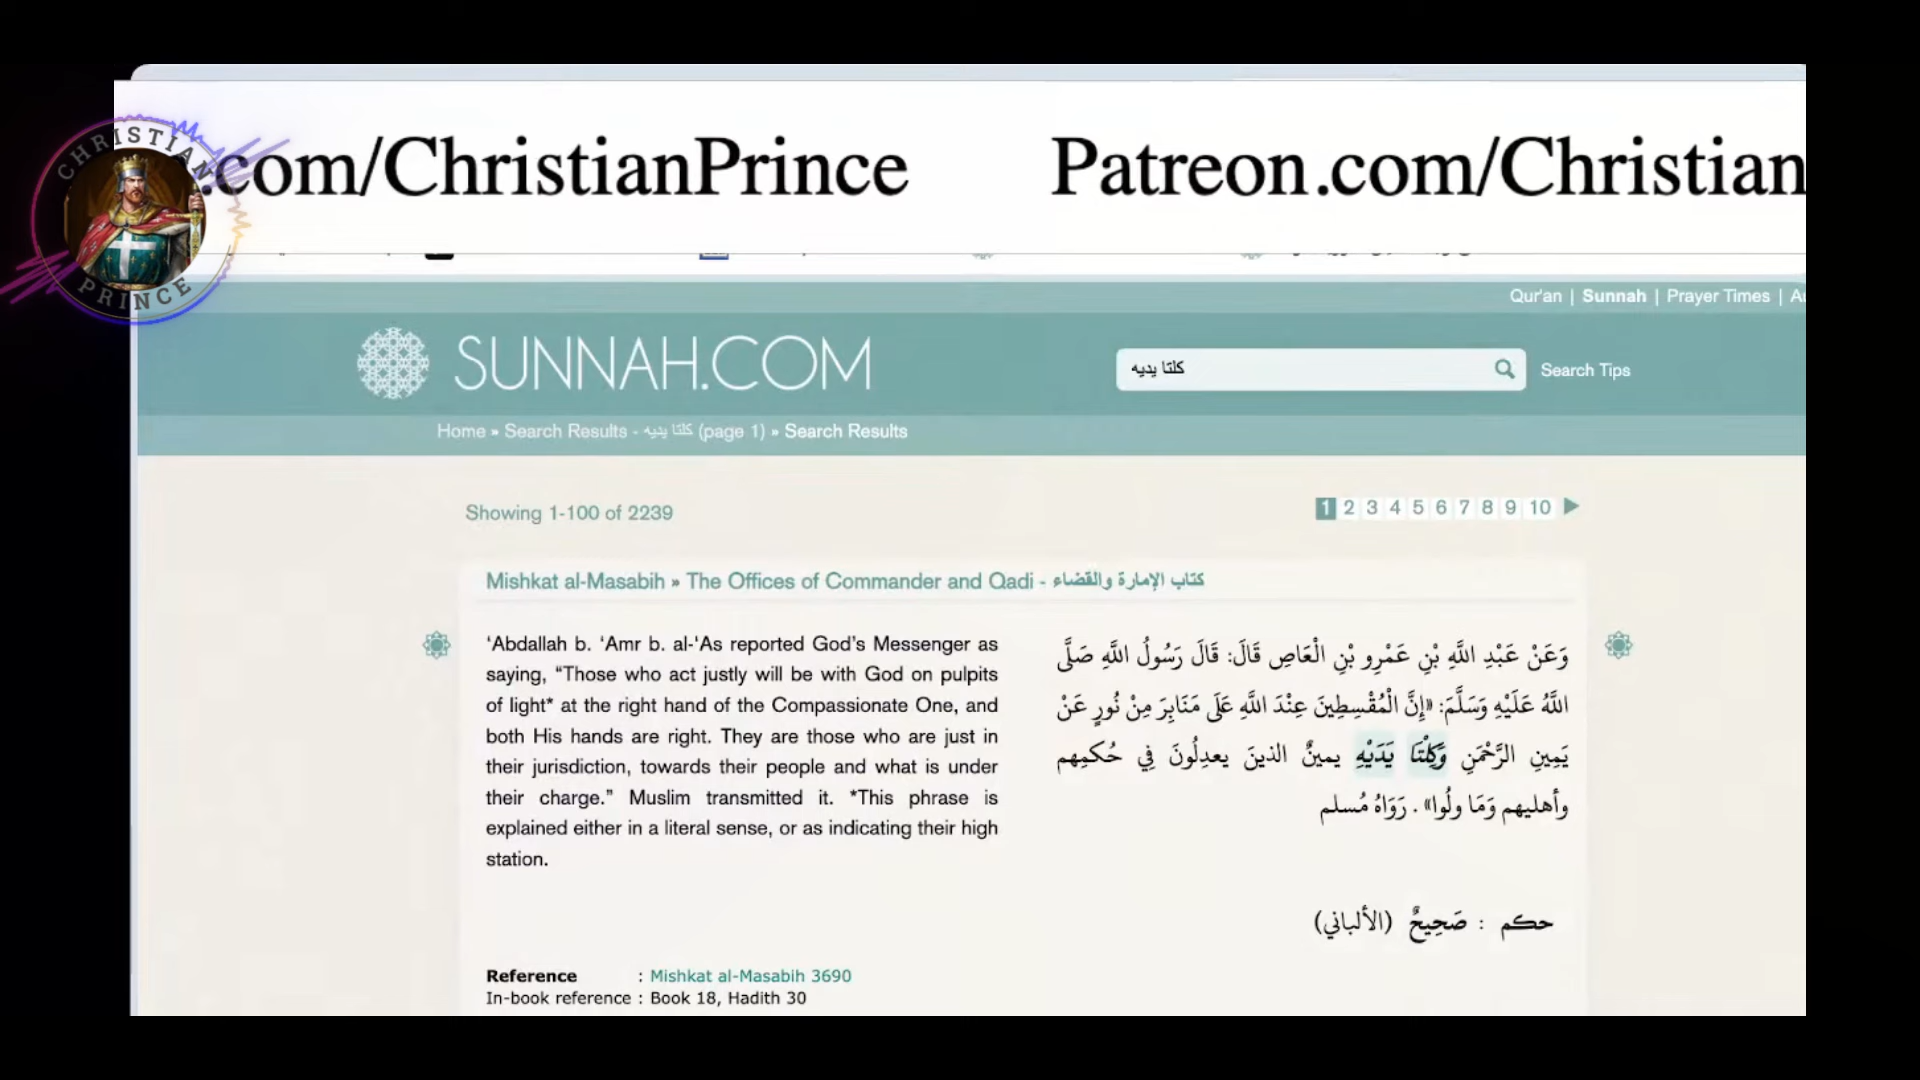 .com/ChristianPrince Patreon.com/Christian
CHRISTIAN
PRINCE
Qur'an | Sunnah | Prayer Times |
SUNNAH.COM
كلتا يديه
Search Tips
Home » Search Results - كلتا يديه (page 1) » Search Results
Showing 1-100 of 2239
1 2 3 4 5 6 7 8 9 10
Mishkat al-Masabih » The Offices of Commander and Qadi - كتاب الإمارة والقضاء
‘Abdallah b. ‘Amr b. al-‘As reported God’s Messenger as
saying, “Those who act justly will be with God on pulpits
of light* at the right hand of the Compassionate One, and
both His hands are right. They are those who are just in
their jurisdiction, towards their people and what is under
their charge.” Muslim transmitted it. *This phrase is
explained either in a literal sense, or as indicating their high
station.
وَعَنْ عَبْدِ اللَّهِ بْنِ عَمْرِو بْنِ الْعَاصِ قَالَ: قَالَ رَسُولُ اللَّهِ صَلَّى
اللَّهُ عَلَيْهِ وَسَلَّمَ: «إِنَّ الْمُقْسِطِينَ عِنْدَ اللَّهِ عَلَى مَنَابِرَ مِنْ نُورٍ عَنْ
يَمِينِ الرَّحْمَنِ وَكِلْتَا يَدَيْهِ يمينٌ الذينَ يعدِلُونَ فِي حُكمِهم
وأهليهم وَمَا ولُوا» . رَوَاهُ مُسلم
حكم : صَحِيحٌ (الألباني)
Reference : Mishkat al-Masabih 3690
In-book reference : Book 18, Hadith 30